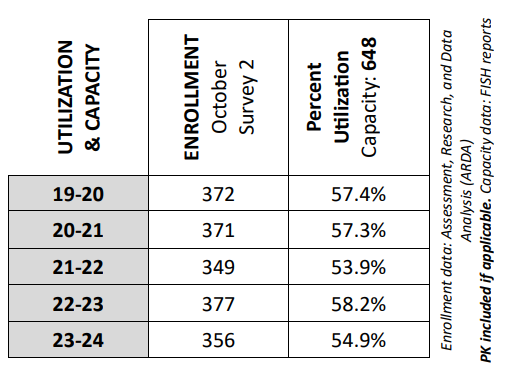 UTILIZATION
& CAPACITY
ENROLLMENT
October
Survey 2
Percent
Utilization
Capacity: 648
19-20 372 57.4%
20-21 371 57.3%
21-22 349 53.9%
22-23 377 58.2%
23-24 356 54.9%
Enrollment data: Assessment, Research, and Data
Analysis (ARDA)
PK included if applicable. Capacity data: FISH reports